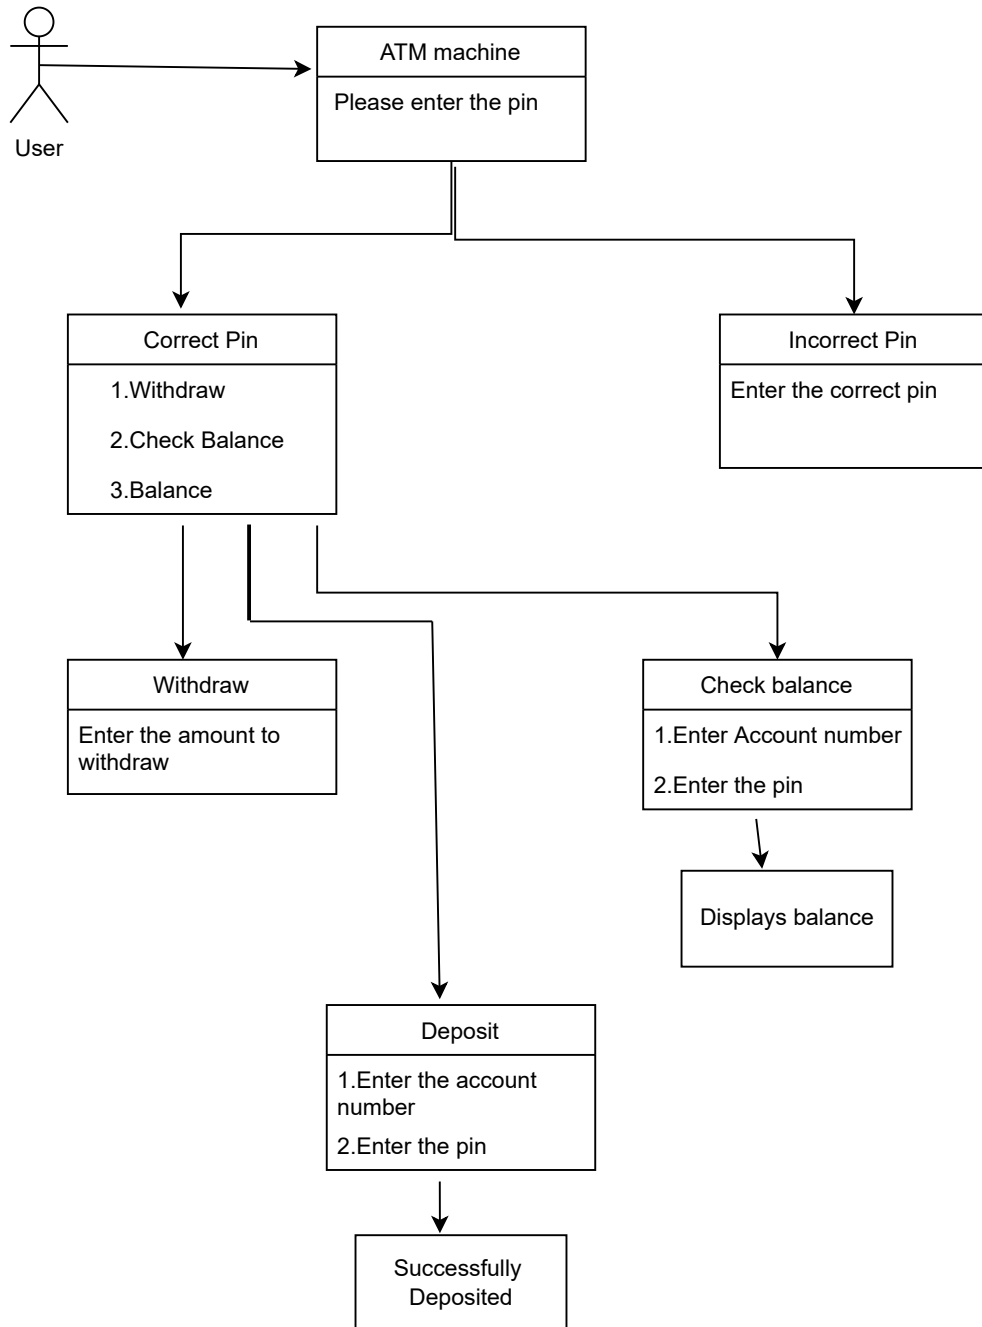 ATM machine
Please enter the pin
User
Correct Pin
1.Withdraw
2.Check Balance
3.Balance
Incorrect Pin
Enter the correct pin
Withdraw
Enter the amount to
withdraw
Check balance
1.Enter Account number
2.Enter the pin
Displays balance
Deposit
1.Enter the account
number
2.Enter the pin
Successfully
Deposited